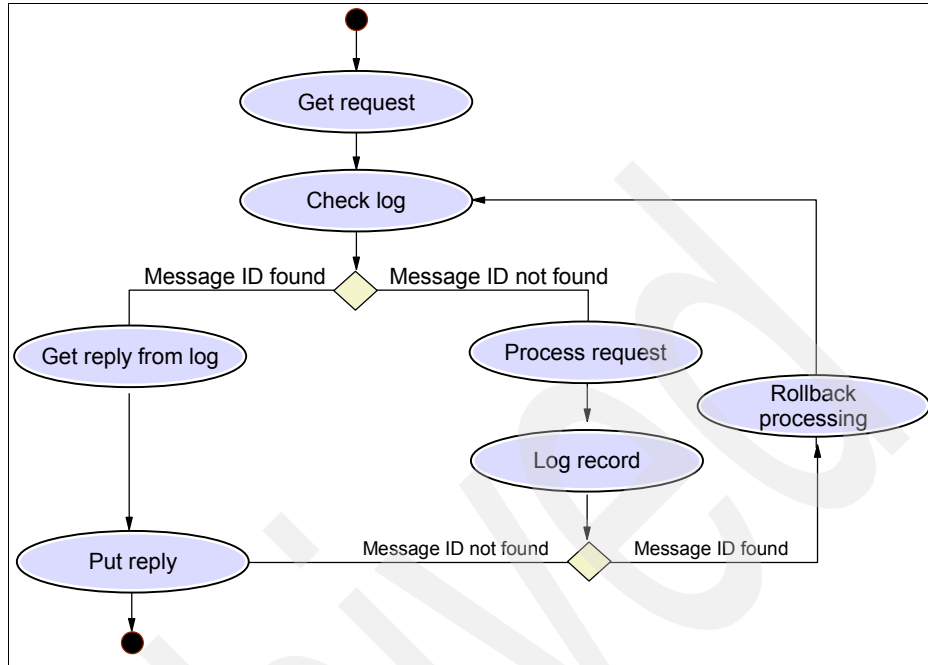 Get request
Check log
Message ID found
Message ID not found
Get reply from log
Process request
Rollback
processing
Log record
Put reply
Message ID not found
Message ID found